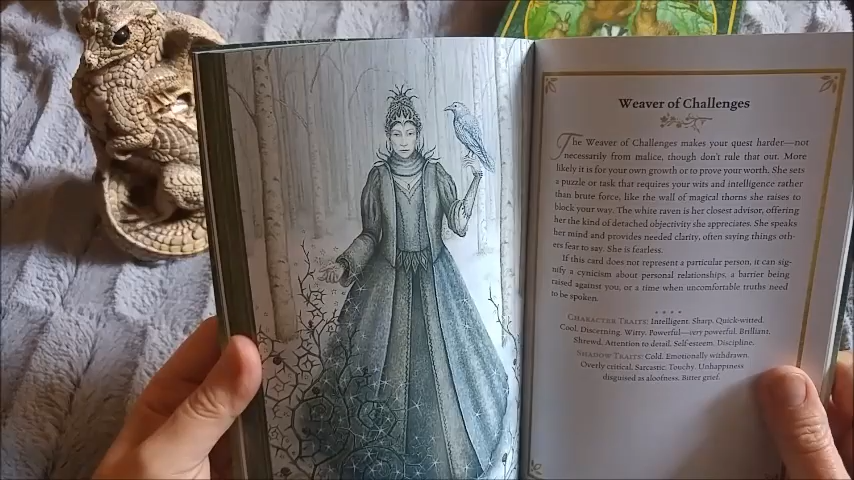 Weaver of Challenges
The Weaver of Challenges makes your quest harder—not
necessarily from malice, though don't rule that out. More
likely it is for your own growth or to prove your worth. She sets
a puzzle or task that requires your wits and intelligence rather
than brute force, like the wall of magical thorns she raises to
block your way. The white raven is her closest advisor, offering
her the kind of detached objectivity she appreciates. She speaks
her mind and provides needed clarity, often saying things oth-
ers fear to say. She is fearless.
If this card does not represent a particular person, it can sig-
nify a cynicism about personal relationships, a barrier being
raised against you, or a time when uncomfortable truths need
to be spoken.
Character Traits: Intelligent. Sharp. Quick-witted.
Cool. Discerning. Witty. Powerful—very powerful. Brilliant.
Shrewd. Attention to detail. Self-esteem. Discipline.
Shadow Traits: Cold. Emotionally withdrawn.
Overly critical. Sarcastic. Touchy. Unhappiness
disguised as aloofness. Bitter grief.